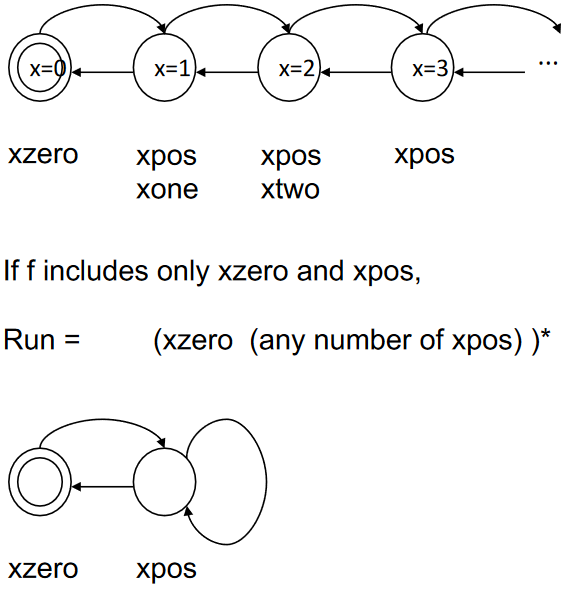 x=0 x=1 x=2 x=3 ...
xzero xpos xpos xpos
xone xtwo
If f includes only xzero and xpos,
Run = (xzero (any number of xpos) )*
xzero xpos